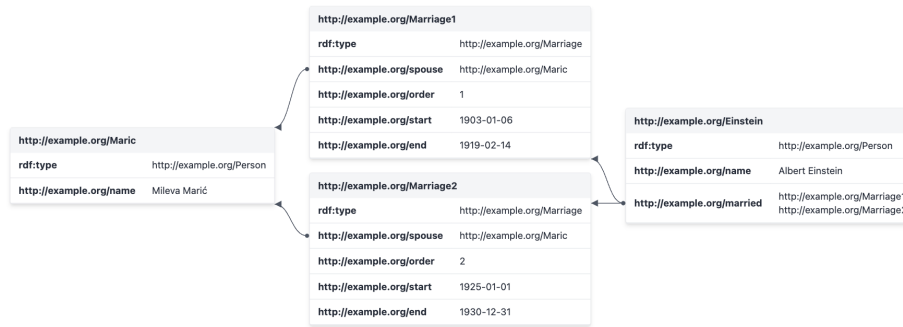 http://example.org/Marriage1
rdf:type http://example.org/Marriage
http://example.org/spouse http://example.org/Maric
http://example.org/order 1
http://example.org/start 1903-01-06
http://example.org/end 1919-02-14
http://example.org/Maric
rdf:type http://example.org/Person
http://example.org/name Mileva Marić
http://example.org/Marriage2
rdf:type http://example.org/Marriage
http://example.org/spouse http://example.org/Maric
http://example.org/order 2
http://example.org/start 1925-01-01
http://example.org/end 1930-12-31
http://example.org/Einstein
rdf:type http://example.org/Person
http://example.org/name Albert Einstein
http://example.org/married http://example.org/Marriage1
http://example.org/Marriage2